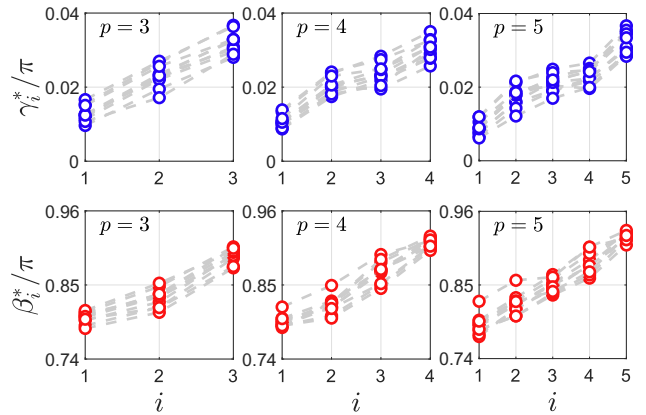 0.04 p = 3 0.04 p = 4 0.04 p = 5
γ*i/π 0.02 0.02 0.02
0 0 0
1 2 3 1 2 3 4 1 2 3 4 5
0.96 p = 3 0.96 p = 4 0.96 p = 5
β*i/π 0.85 0.85 0.85
0.74 0.74 0.74
1 2 3 1 2 3 4 1 2 3 4 5
i i i